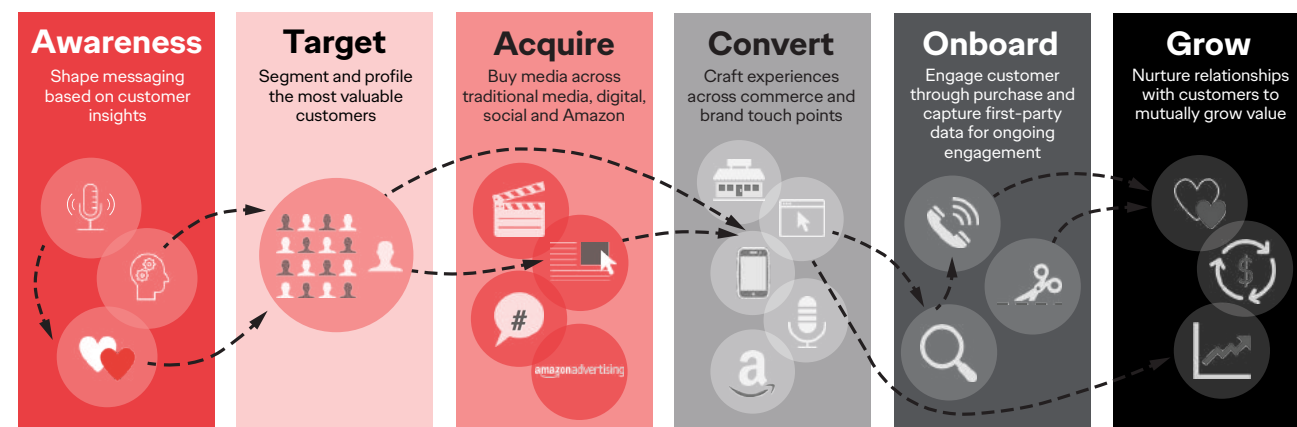 Awareness
Shape messaging
based on customer
insights
Target
Segment and profile
the most valuable
customers
Acquire
Buy media across
traditional media, digital,
social and Amazon
#
amazonadvertising
Convert
Craft experiences
across commerce and
brand touch points
a
Onboard
Engage customer
through purchase and
capture first-party
data for ongoing
engagement
Grow
Nurture relationships
with customers to
mutually grow value
$